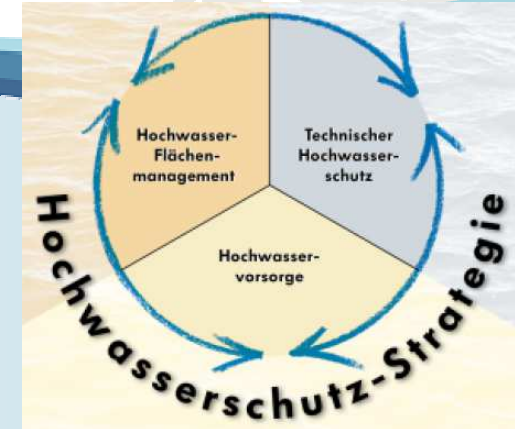 Hochwasser-
Flächen-
management
Technischer
Hochwasser-
schutz
Hochwasser-
vorsorge
Hochwasserschutz-Strategie